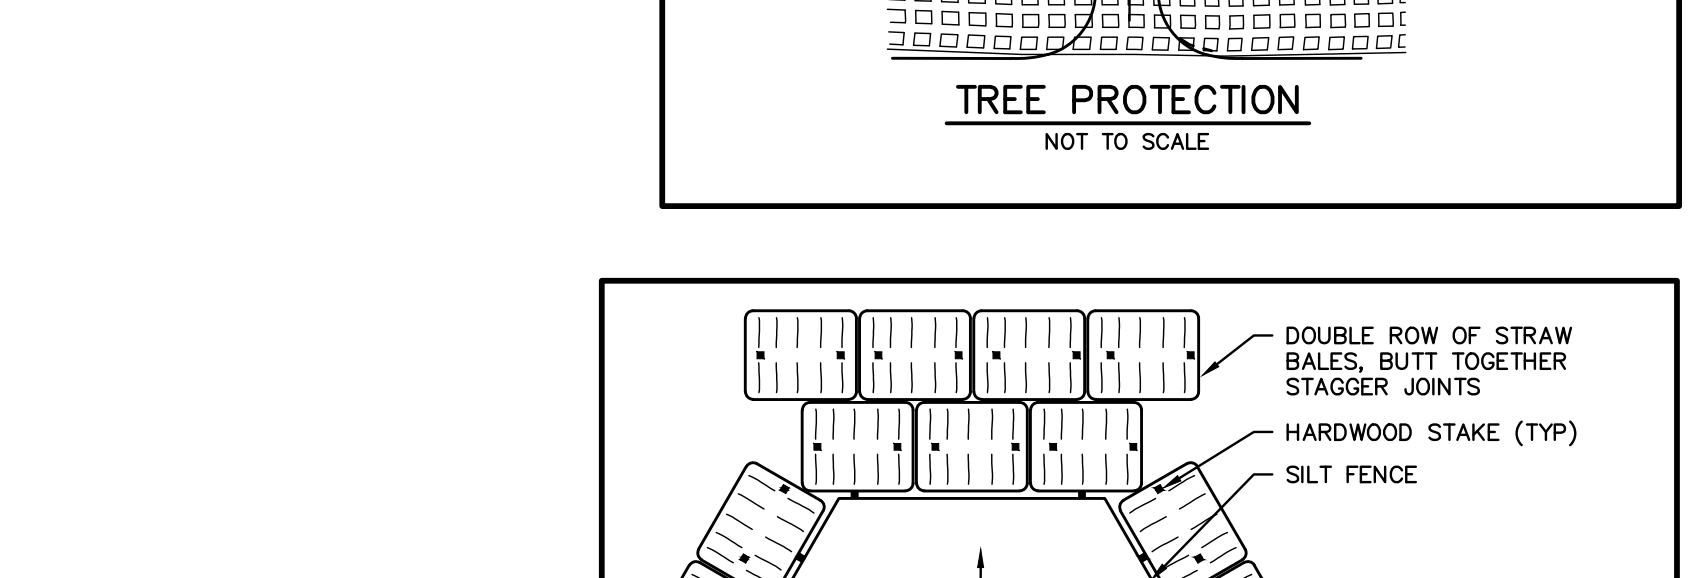 TREE PROTECTION
NOT TO SCALE
DOUBLE ROW OF STRAW
BALES, BUTT TOGETHER
STAGGER JOINTS
HARDWOOD STAKE (TYP)
SILT FENCE